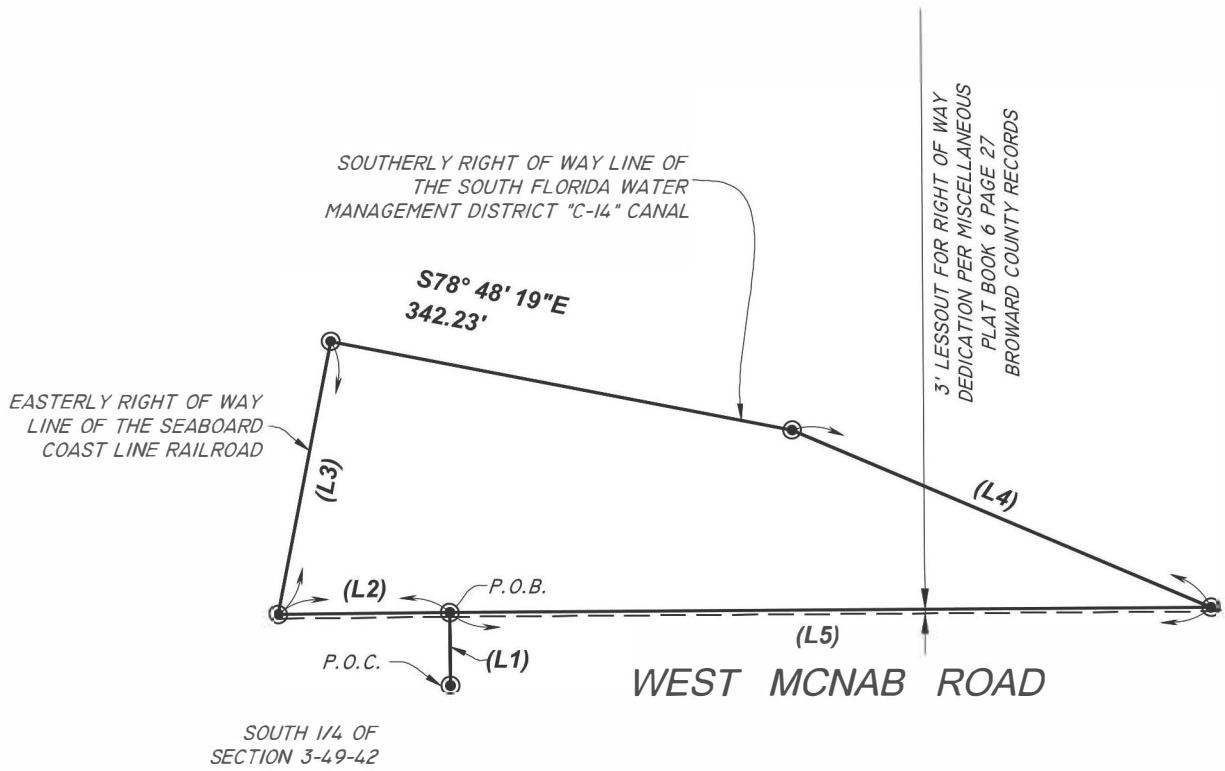 3' LESSOUT FOR RIGHT OF WAY
DEDICATION PER MISCELLANEOUS
PLAT BOOK 6 PAGE 27
BROWARD COUNTY RECORDS
SOUTHERLY RIGHT OF WAY LINE OF
THE SOUTH FLORIDA WATER
MANAGEMENT DISTRICT "C-14" CANAL
S78° 48' 19"E
342.23'
EASTERLY RIGHT OF WAY
LINE OF THE SEABOARD
COAST LINE RAILROAD
(L3)
(L4)
(L2)
P.O.B.
(L5)
P.O.C.
(L1)
WEST MCNAB ROAD
SOUTH 1/4 OF
SECTION 3-49-42